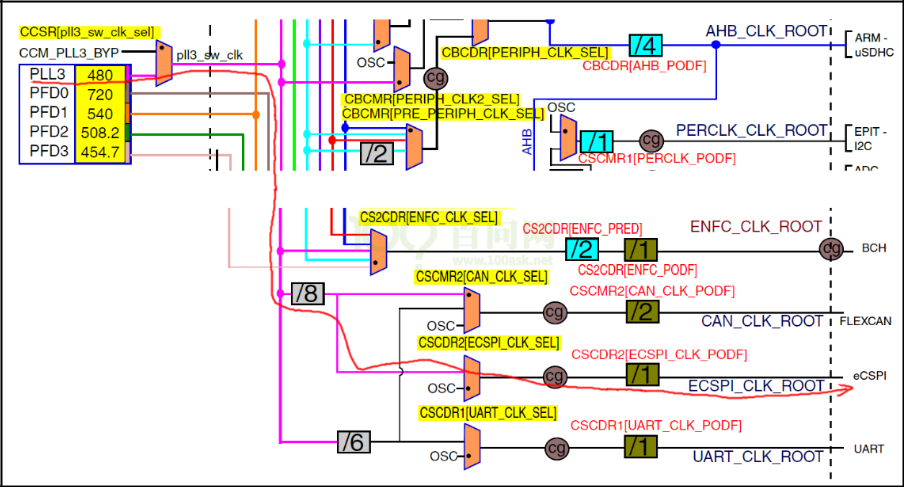 CCSR[pll3_sw_clk_sel]
CCM_PLL3_BYP
pll3_sw_clk
PLL3 480
PFD0 720
PFD1 540
PFD2 508.2
PFD3 454.7
OSC
cg
CBCDR[PERIPH_CLK_SEL]
/4
CBCDR[AHB_PODF]
AHB_CLK_ROOT
ARM -
uSDHC
CBCMR[PERIPH_CLK2_SEL]
CBCMR[PRE_PERIPH_CLK_SEL]
/2
AHB
OSC
/1
cg
PERCLK_CLK_ROOT
CSCMR1[PERCLK_PODF]
EPIT -
I2C
ADC
CS2CDR[ENFC_CLK_SEL]
CS2CDR[ENFC_PRED]
/2
/1
CS2CDR[ENFC_PODF]
ENFC_CLK_ROOT
cg
BCH
百问网
www.100ask.net
/8
CSCMR2[CAN_CLK_SEL]
OSC
cg
CSCMR2[CAN_CLK_PODF]
/2
CAN_CLK_ROOT
FLEXCAN
CSCDR2[ECSPI_CLK_SEL]
OSC
cg
CSCDR2[ECSPI_CLK_PODF]
/1
ECSPI_CLK_ROOT
eCSPI
/6
CSCDR1[UART_CLK_SEL]
OSC
cg
CSCDR1[UART_CLK_PODF]
/1
UART_CLK_ROOT
UART